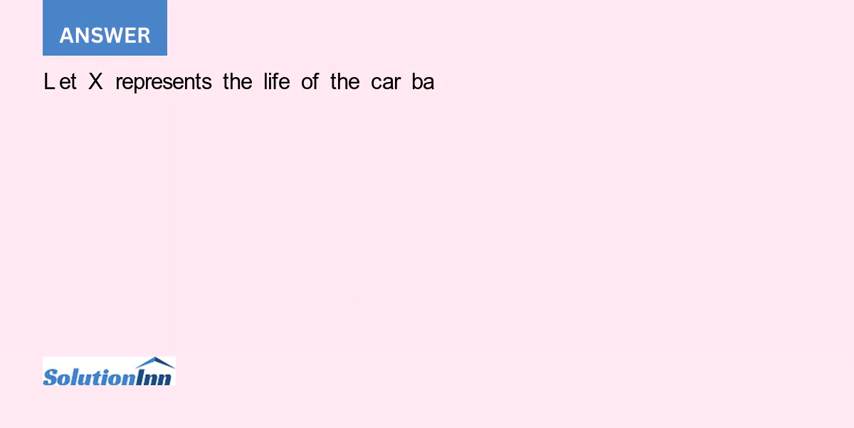 ANSWER
Let X represents the life of the car ba
SolutionInn